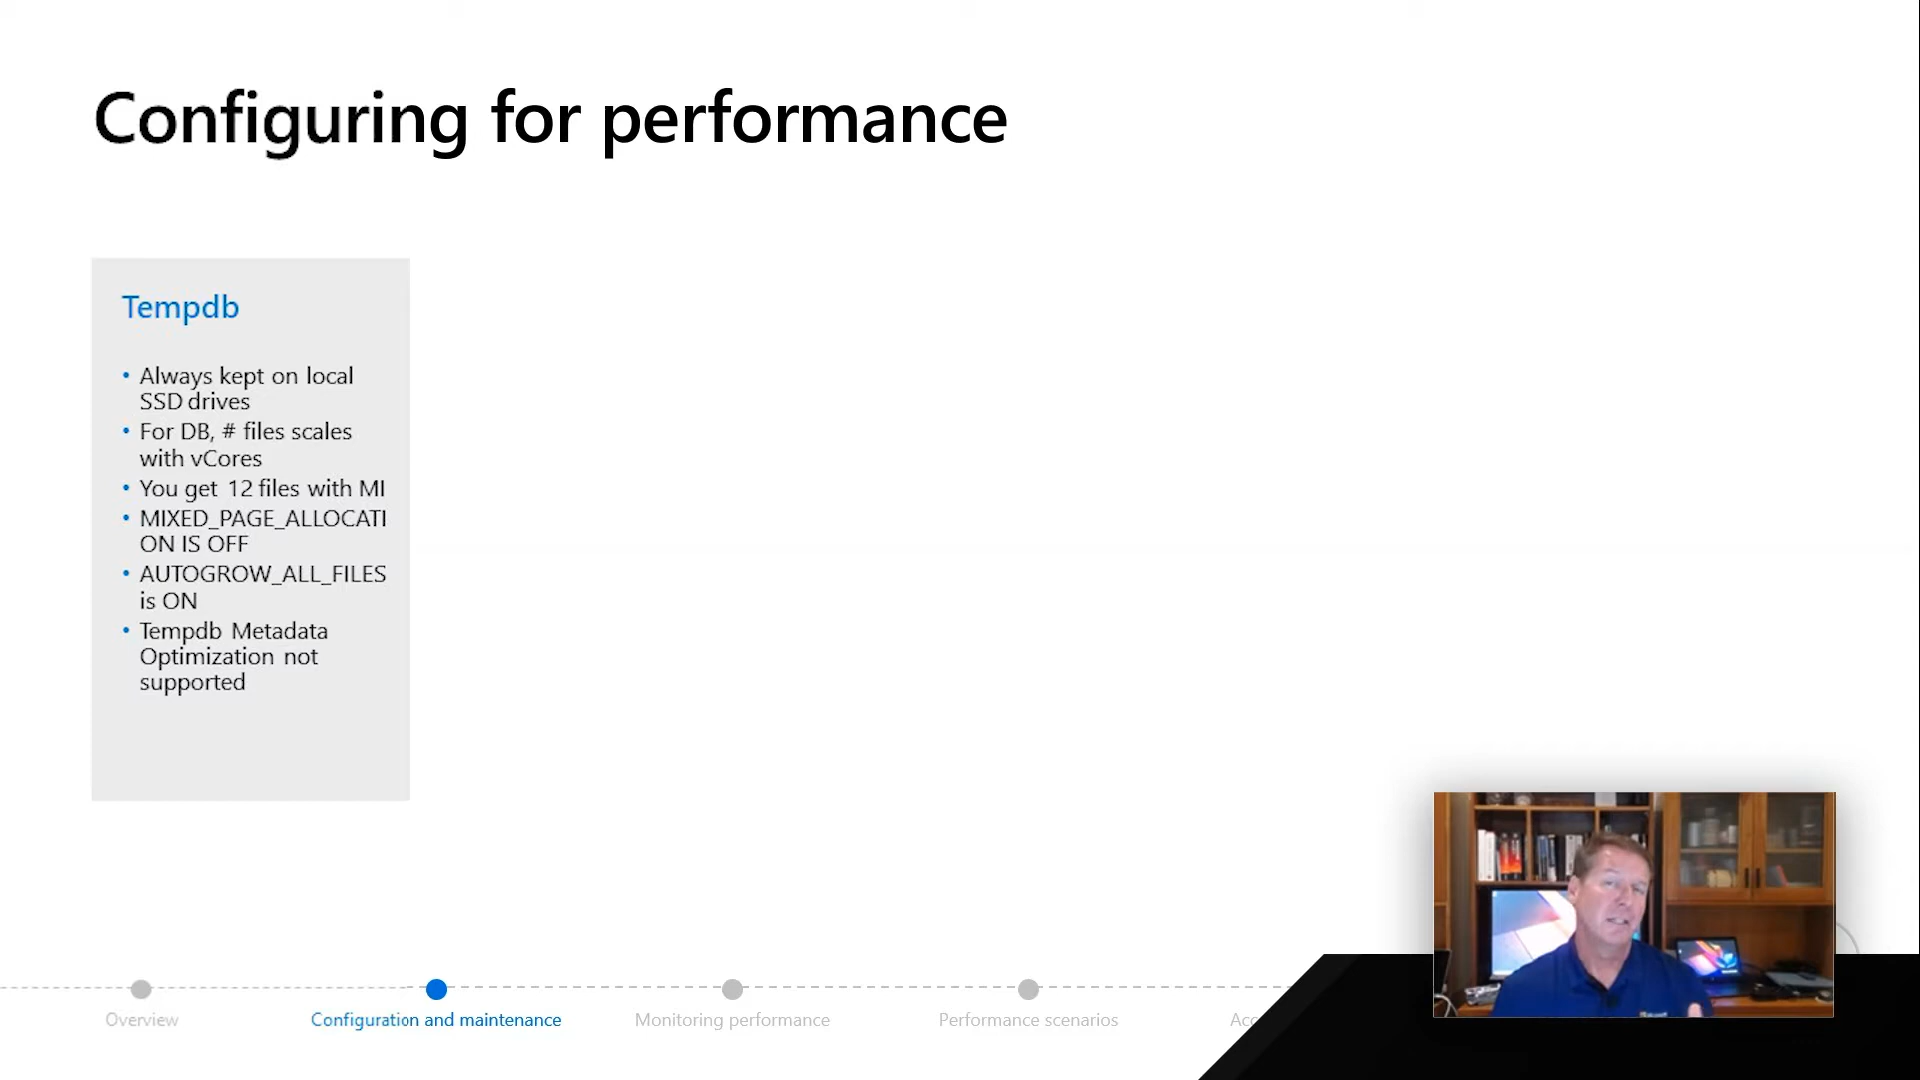 Configuring for performance
Tempdb
• Always kept on local
SSD drives
• For DB, # files scales
with vCores
• You get 12 files with MI
• MIXED_PAGE_ALLOCATI
ON IS OFF
• AUTOGROW_ALL_FILES
is ON
• Tempdb Metadata
Optimization not
supported
Overview
Configuration and maintenance
Monitoring performance
Performance scenarios
Acc